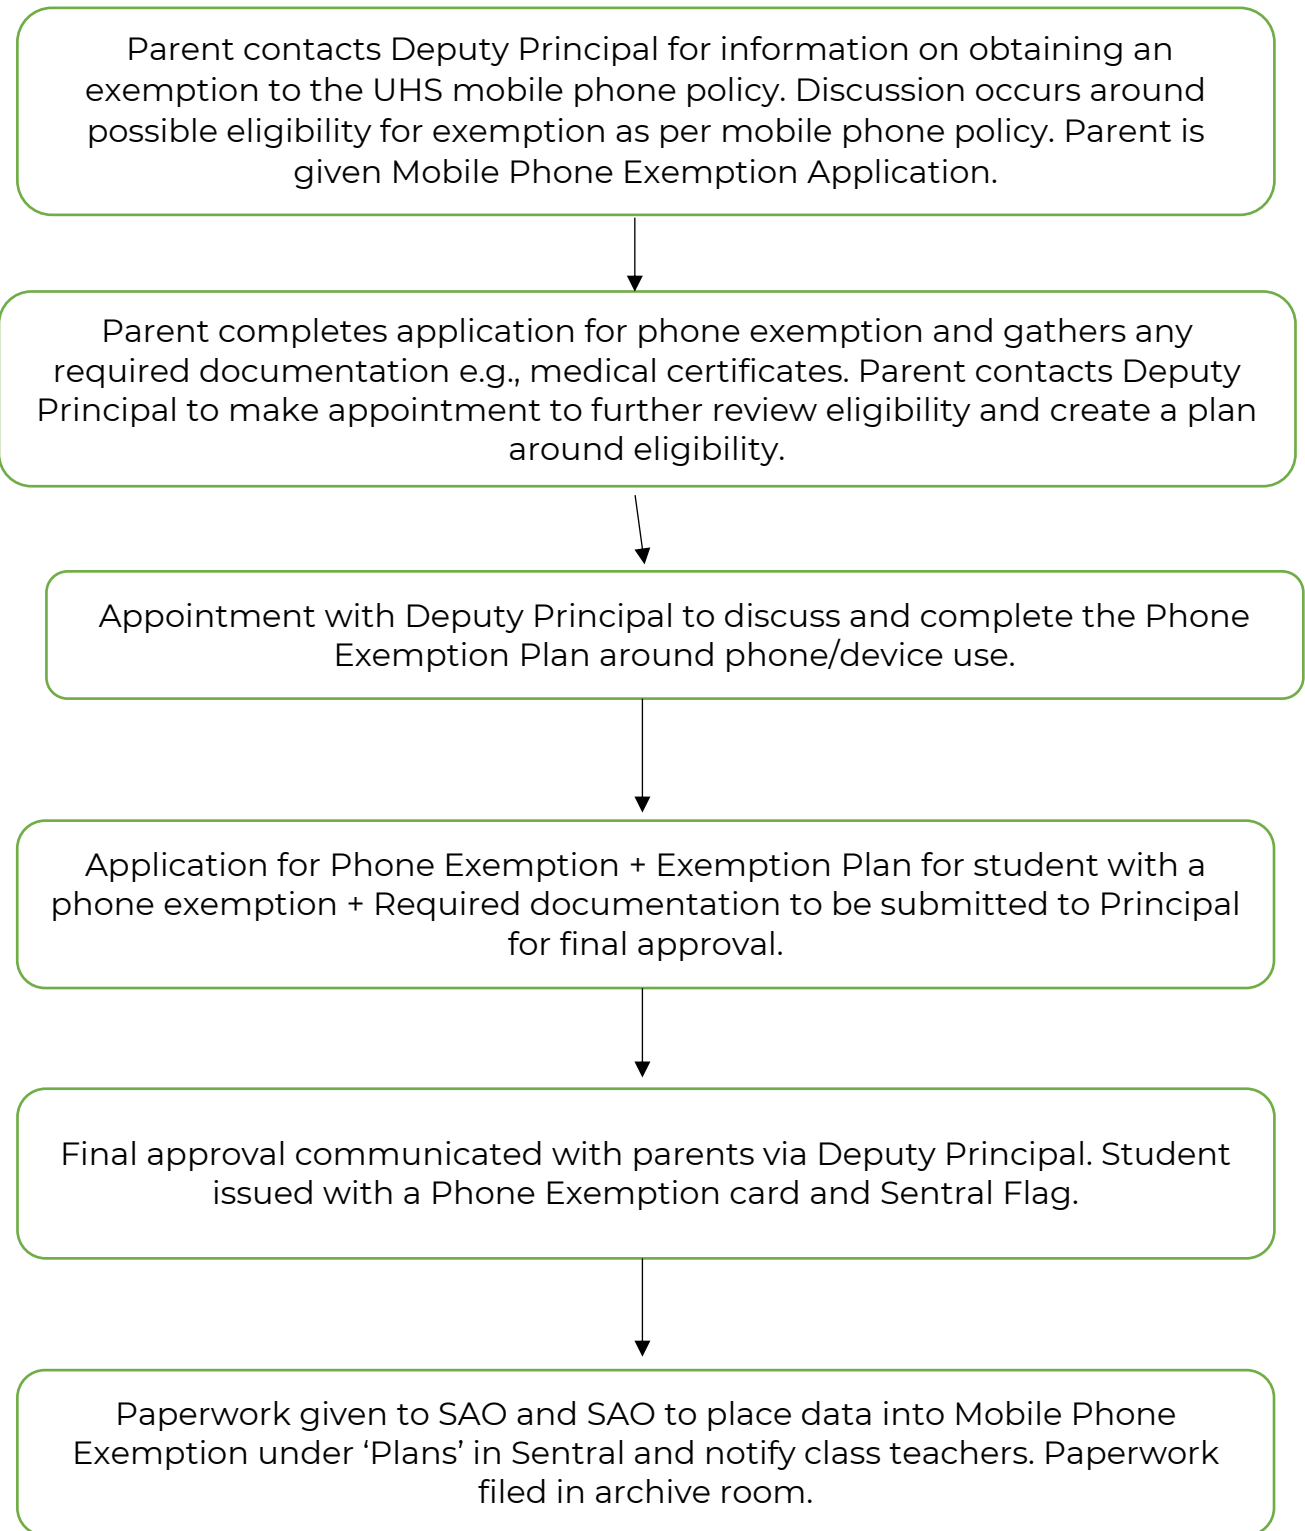 Parent contacts Deputy Principal for information on obtaining an
exemption to the UHS mobile phone policy. Discussion occurs around
possible eligibility for exemption as per mobile phone policy. Parent is
given Mobile Phone Exemption Application.
Parent completes application for phone exemption and gathers any
required documentation e.g., medical certificates. Parent contacts Deputy
Principal to make appointment to further review eligibility and create a plan
around eligibility.
Appointment with Deputy Principal to discuss and complete the Phone
Exemption Plan around phone/device use.
Application for Phone Exemption + Exemption Plan for student with a
phone exemption + Required documentation to be submitted to Principal
for final approval.
Final approval communicated with parents via Deputy Principal. Student
issued with a Phone Exemption card and Sentral Flag.
Paperwork given to SAO and SAO to place data into Mobile Phone
Exemption under ‘Plans’ in Sentral and notify class teachers. Paperwork
filed in archive room.